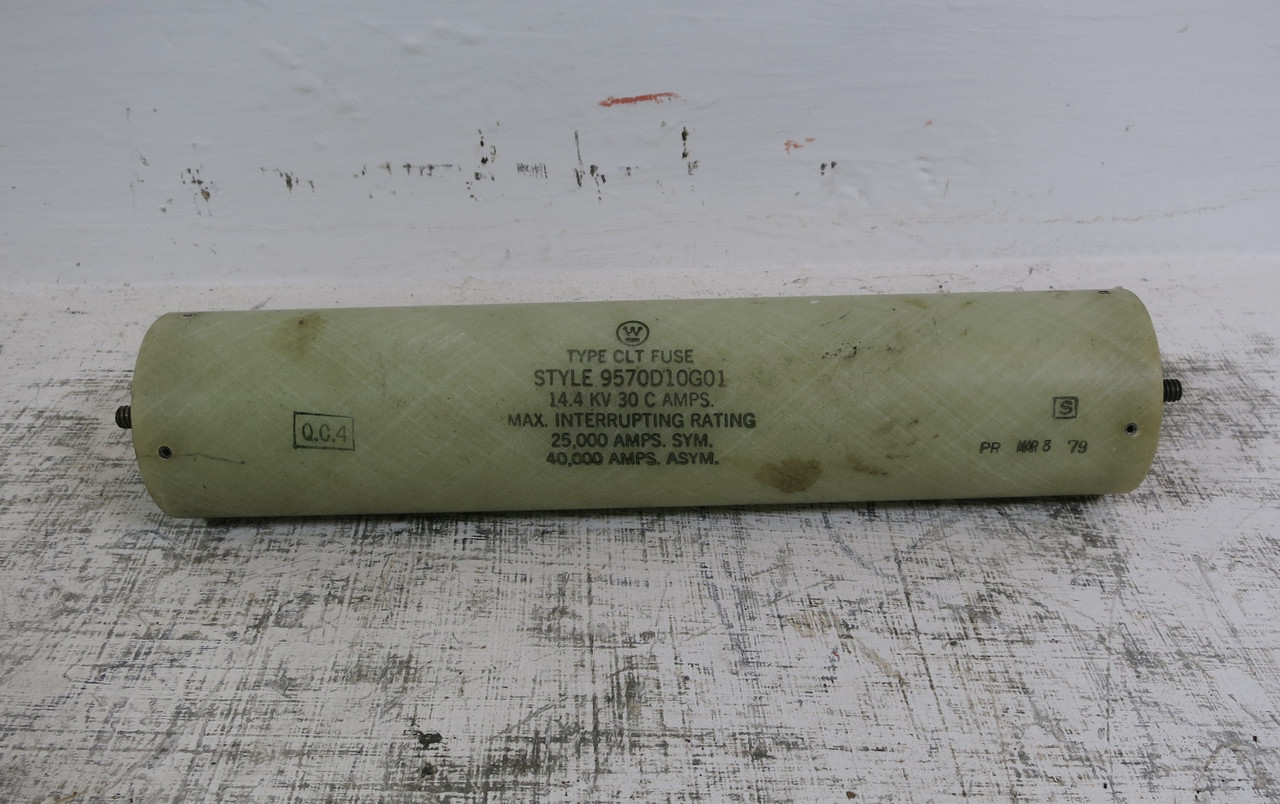 W
TYPE CLT FUSE
STYLE 9570D10G01
14.4 KV 30 C AMPS.
MAX. INTERRUPTING RATING
25,000 AMPS. SYM.
40,000 AMPS. ASYM.
Q.C.4
S
PR MAR 8 '79